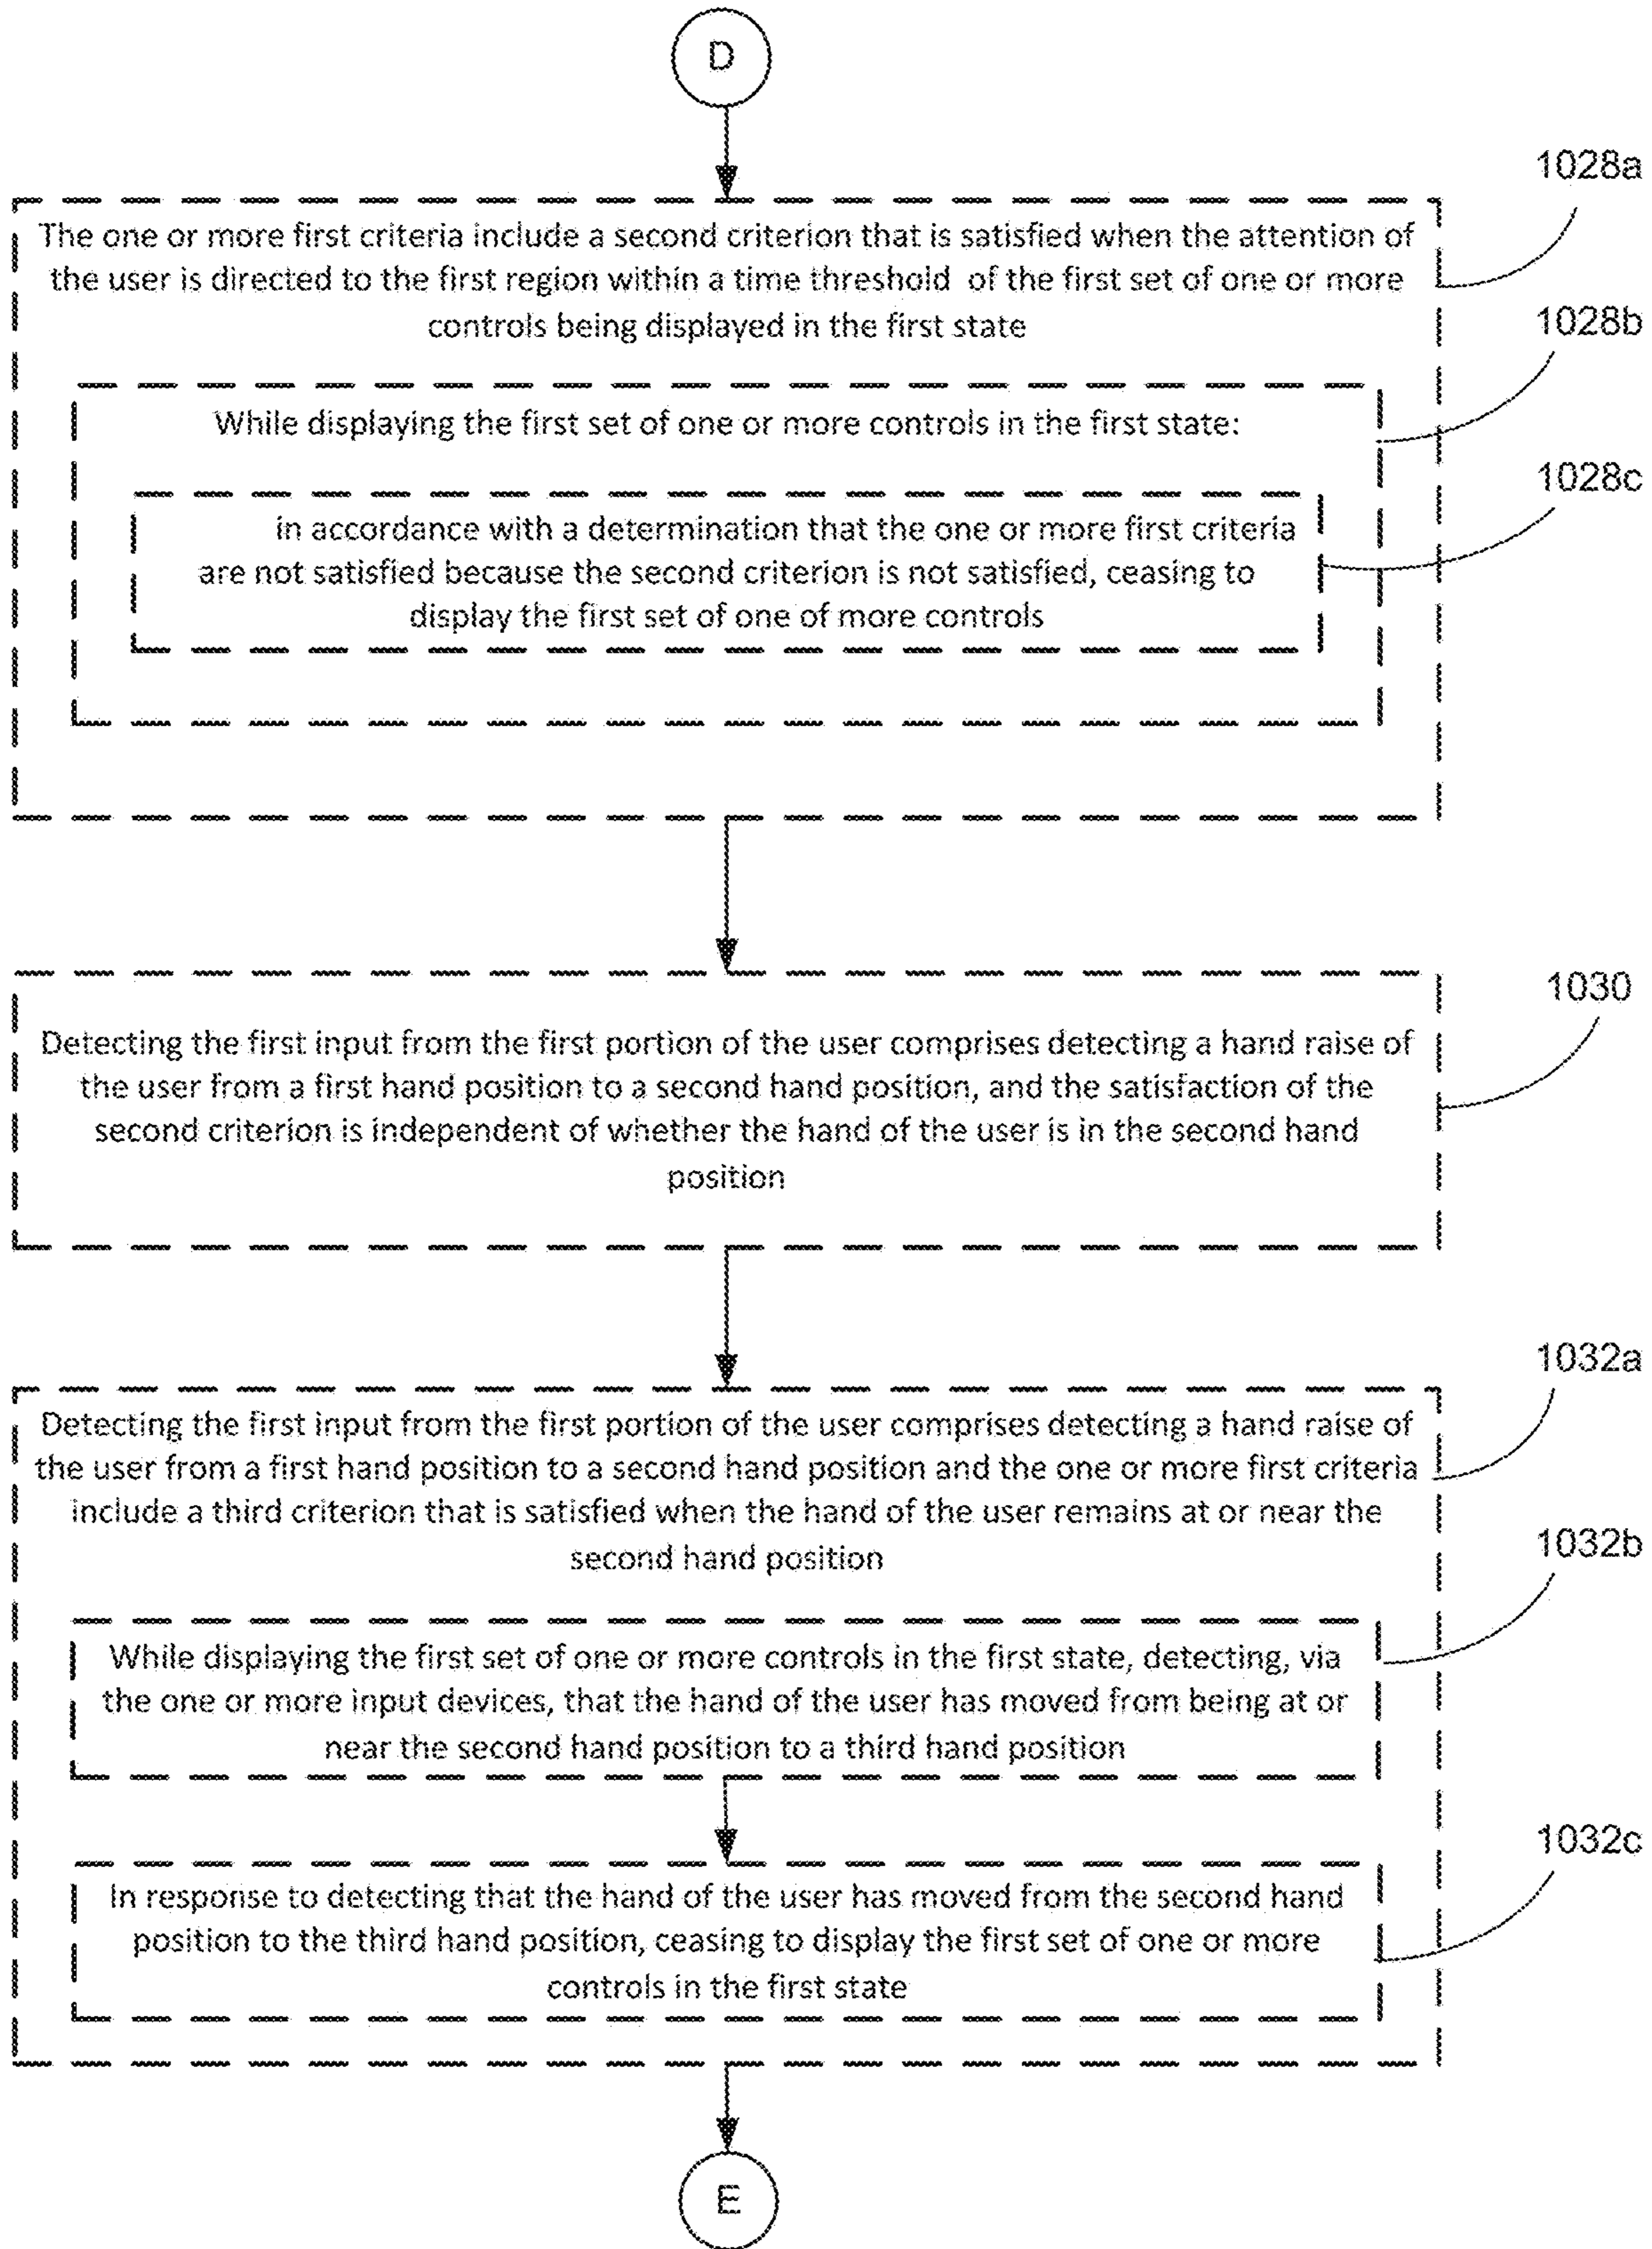 D
1028a
The one or more first criteria include a second criterion that is satisfied when the attention of
the user is directed to the first region within a time threshold of the first set of one or more
controls being displayed in the first state
1028b
While displaying the first set of one or more controls in the first state:
1028c
in accordance with a determination that the one or more first criteria
are not satisfied because the second criterion is not satisfied, ceasing to
display the first set of one of more controls
1030
Detecting the first input from the first portion of the user comprises detecting a hand raise of
the user from a first hand position to a second hand position, and the satisfaction of the
second criterion is independent of whether the hand of the user is in the second hand
position
1032a
Detecting the first input from the first portion of the user comprises detecting a hand raise of
the user from a first hand position to a second hand position and the one or more first criteria
include a third criterion that is satisfied when the hand of the user remains at or near the
second hand position
1032b
While displaying the first set of one or more controls in the first state, detecting, via
the one or more input devices, that the hand of the user has moved from being at or
near the second hand position to a third hand position
1032c
In response to detecting that the hand of the user has moved from the second hand
position to the third hand position, ceasing to display the first set of one or more
controls in the first state
E